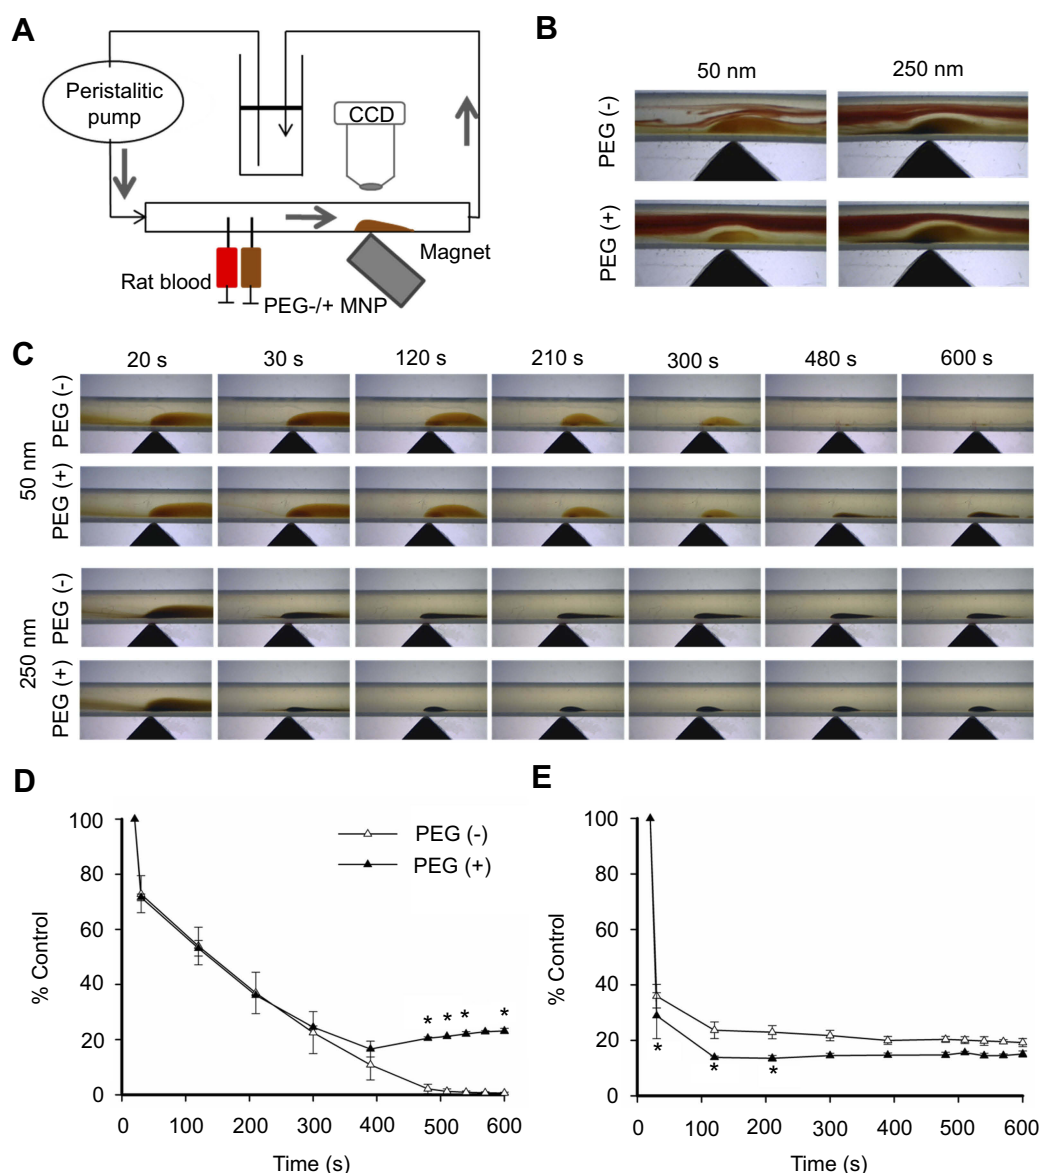 A
Peristalitic
pump
CCD
Magnet
Rat blood
PEG-/+ MNP
B
50 nm
250 nm
PEG (-)
PEG (+)
C
20 s
30 s
120 s
210 s
300 s
480 s
600 s
50 nm
PEG (-)
PEG (+)
250 nm
PEG (-)
PEG (+)
D
% Control
100
80
60
40
20
0
PEG (-)
PEG (+)
* * * *
0 100 200 300 400 500 600
Time (s)
E
% Control
100
80
60
40
20
0
* * *
0 100 200 300 400 500 600
Time (s)